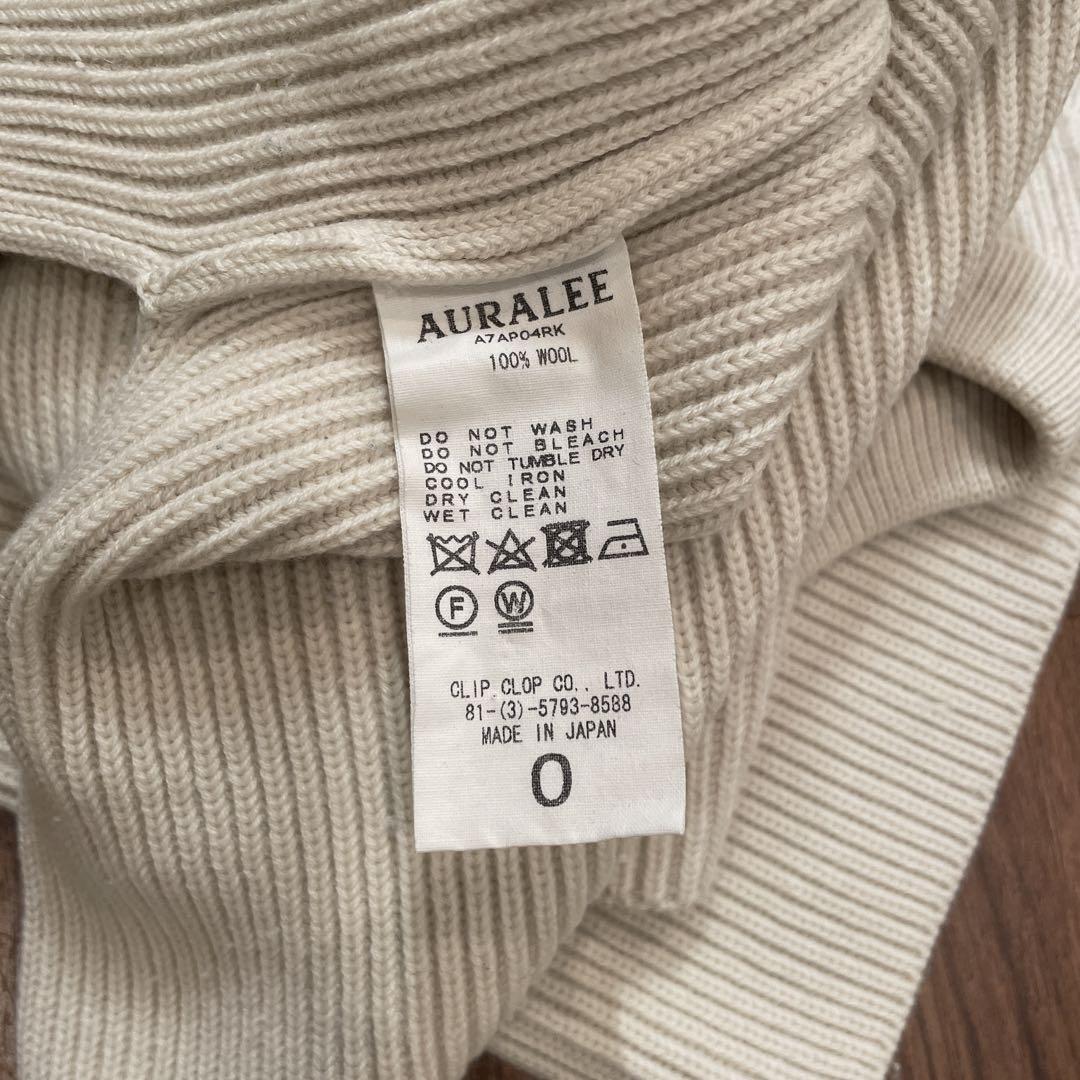 AURALEE
A7AP04RK
100% WOOL
DO NOT WASH
DO NOT BLEACH
DO NOT TUMBLE DRY
COOL IRON
DRY CLEAN
WET CLEAN
F W
CLIP.CLOP CO., LTD.
81-(3)-5793-8588
MADE IN JAPAN
0